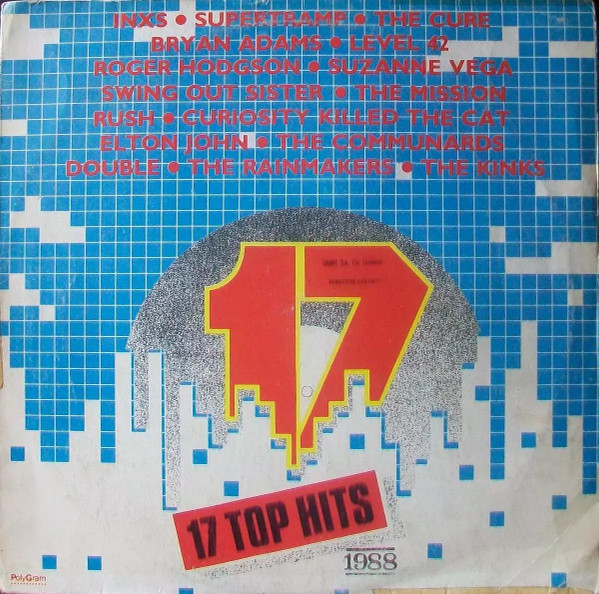 INXS • SUPERTRAMP • THE CURE
BRYAN ADAMS • LEVEL 42
ROGER HODGSON • SUZANNE VEGA
SWING OUT SISTER • THE MISSION
RUSH • CURIOSITY KILLED THE CAT
ELTON JOHN • THE COMMUNARDS
DOUBLE • THE RAINMAKERS • THE KINKS
17
17 TOP HITS
1988
PolyGram